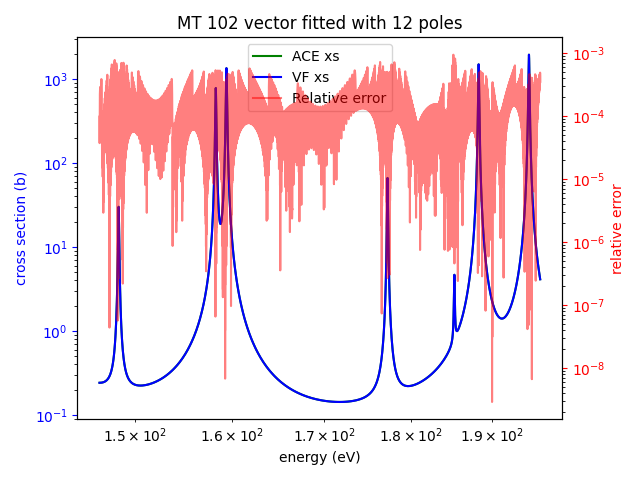 MT 102 vector fitted with 12 poles
ACE xs
VF xs
Relative error
cross section (b)
10³
10²
10¹
10⁰
10⁻¹
10⁻³
10⁻⁴
10⁻⁵
10⁻⁶
10⁻⁷
10⁻⁸
relative error
1.5×10² 1.6×10² 1.7×10² 1.8×10² 1.9×10²
energy (eV)